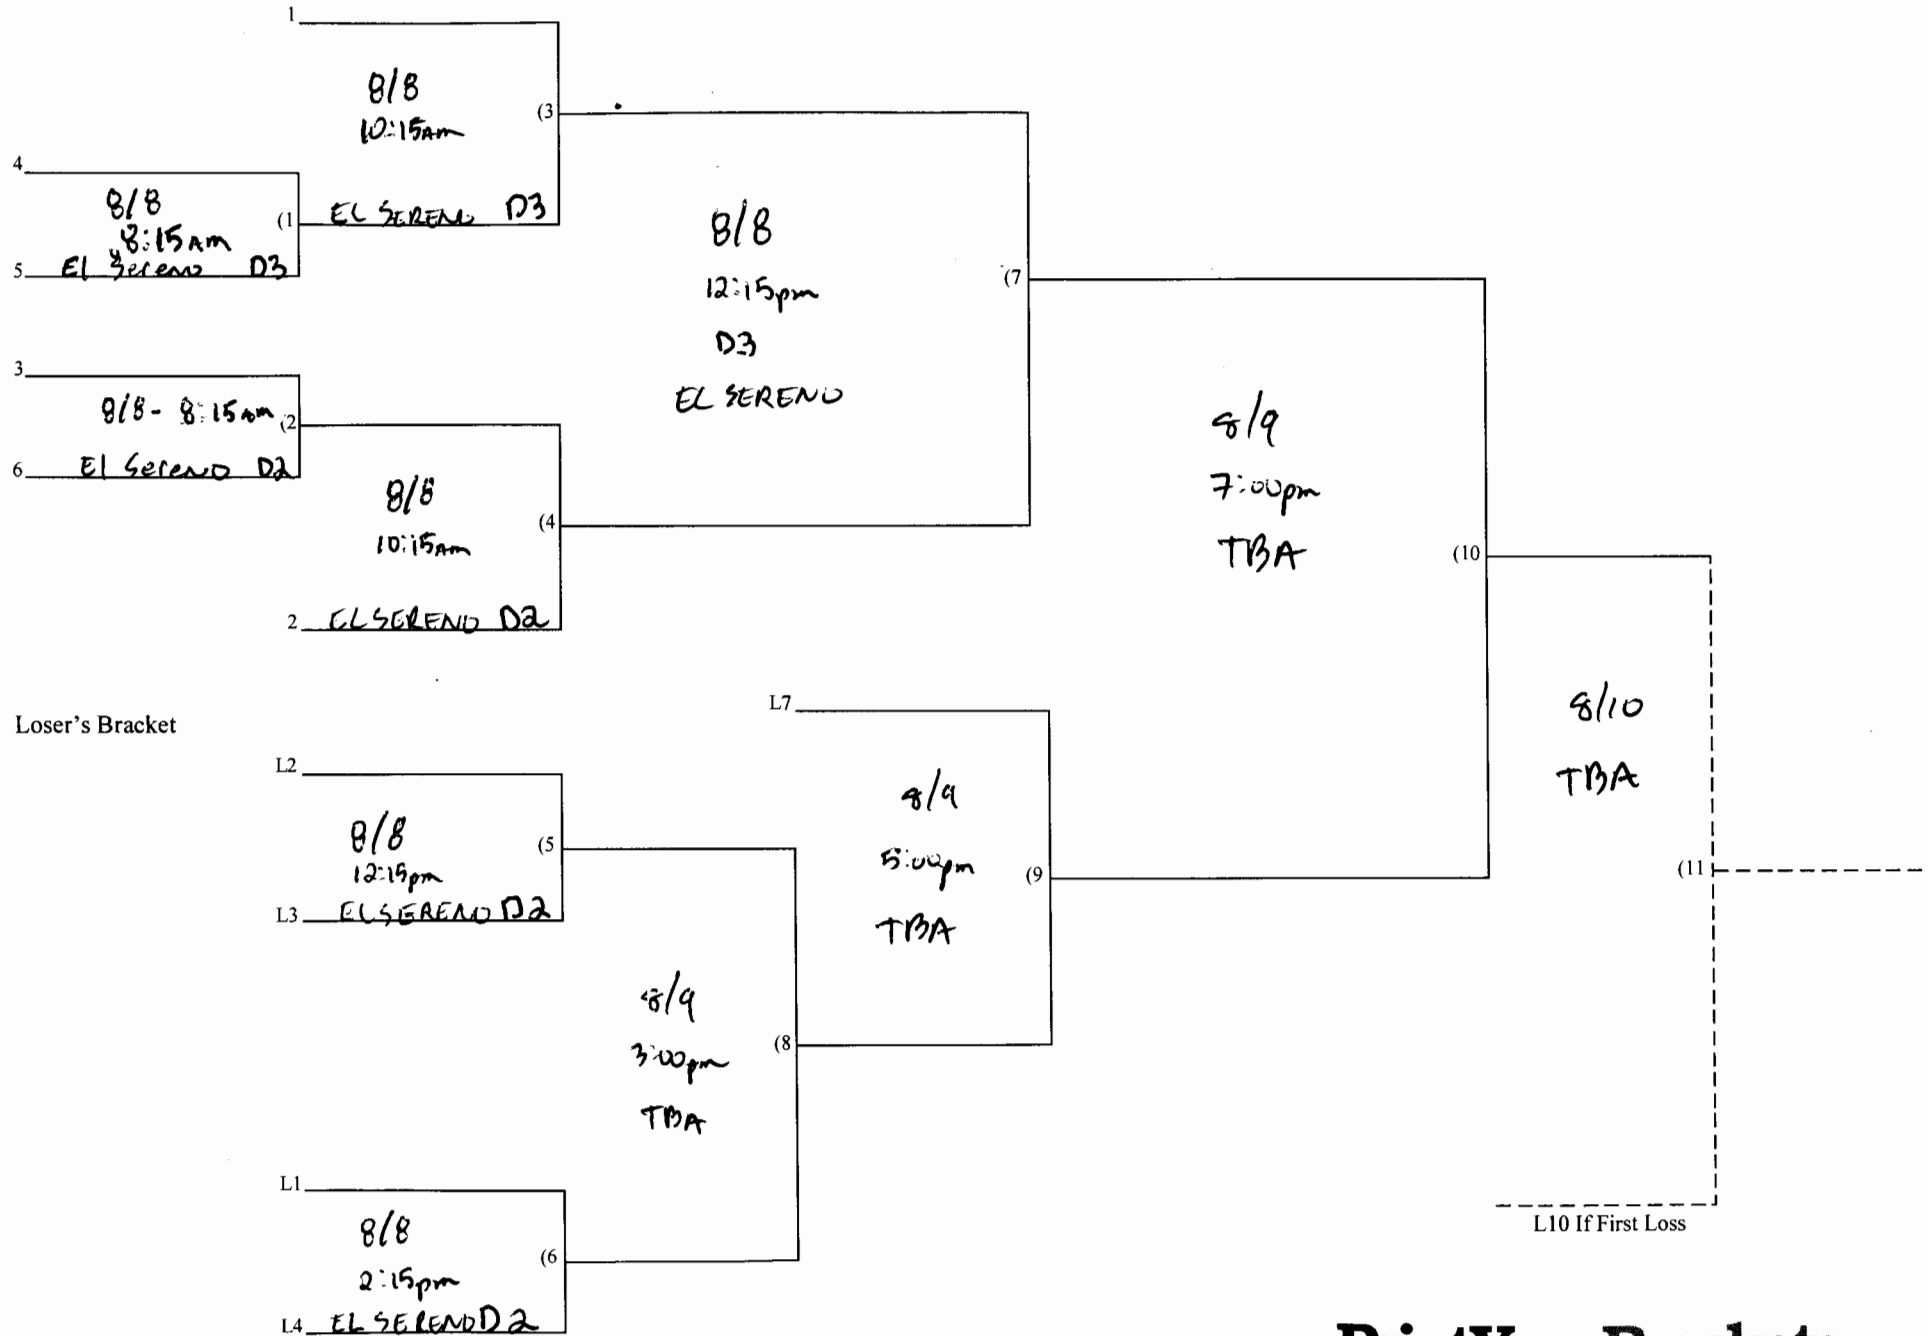 1
8/8
10:15AM
(3
4
8/8
8:15AM
(1
EL SERENO D3
5 El Sereno D3
8/8
12:15pm
D3
EL SERENO
(7
3
8/8 - 8:15am
(2
6 El Sereno D2
8/8
10:15am
(4
2 EL SERENO D2
8/9
7:00pm
TBA
(10
Loser's Bracket
L7
L2
8/8
12:15pm
(5
L3 EL SERENO D2
8/9
5:00pm
TBA
(9
8/10
TBA
(11
8/9
3:00pm
TBA
(8
L1
8/8
2:15pm
(6
L4 EL SERENO D2
L10 If First Loss